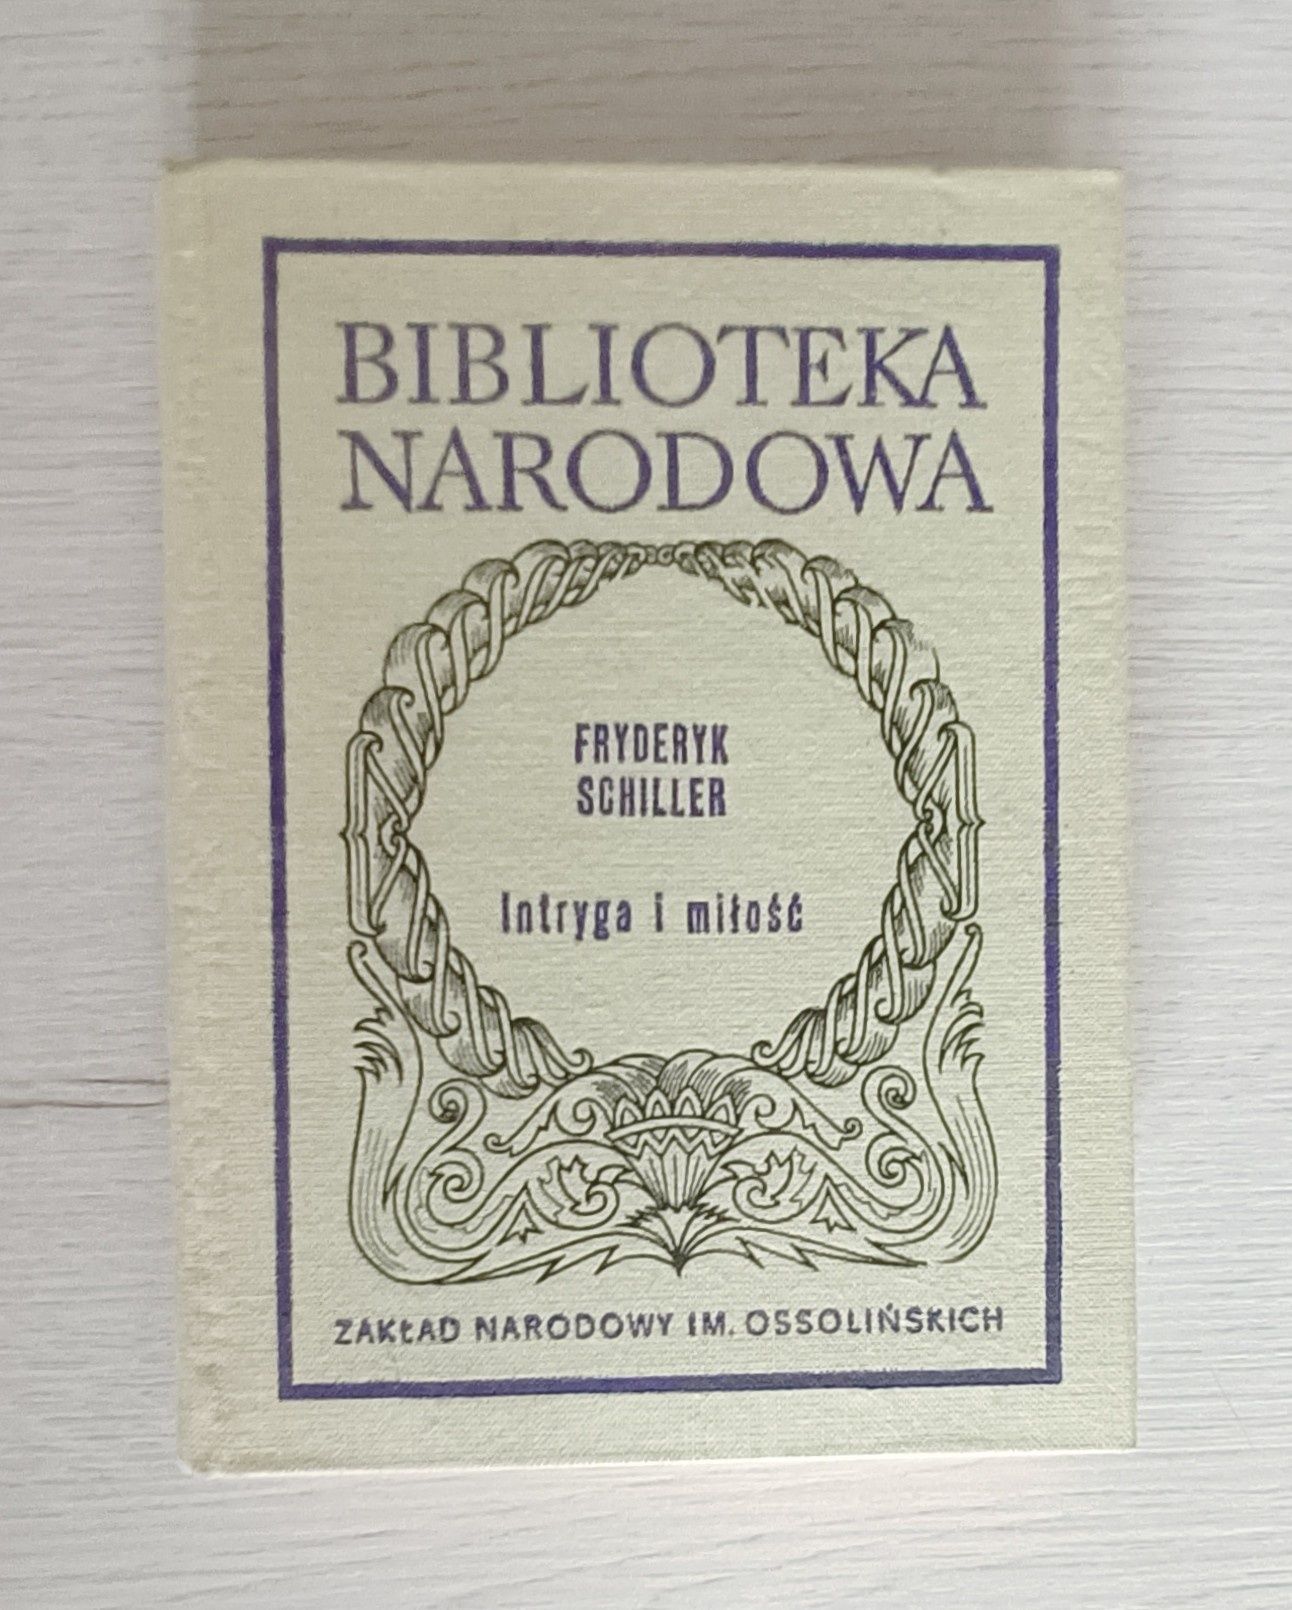 BIBLIOTEKA
NARODOWA
FRYDERYK
SCHILLER
Intryga i miłość
ZAKŁAD NARODOWY IM. OSSOLIŃSKICH